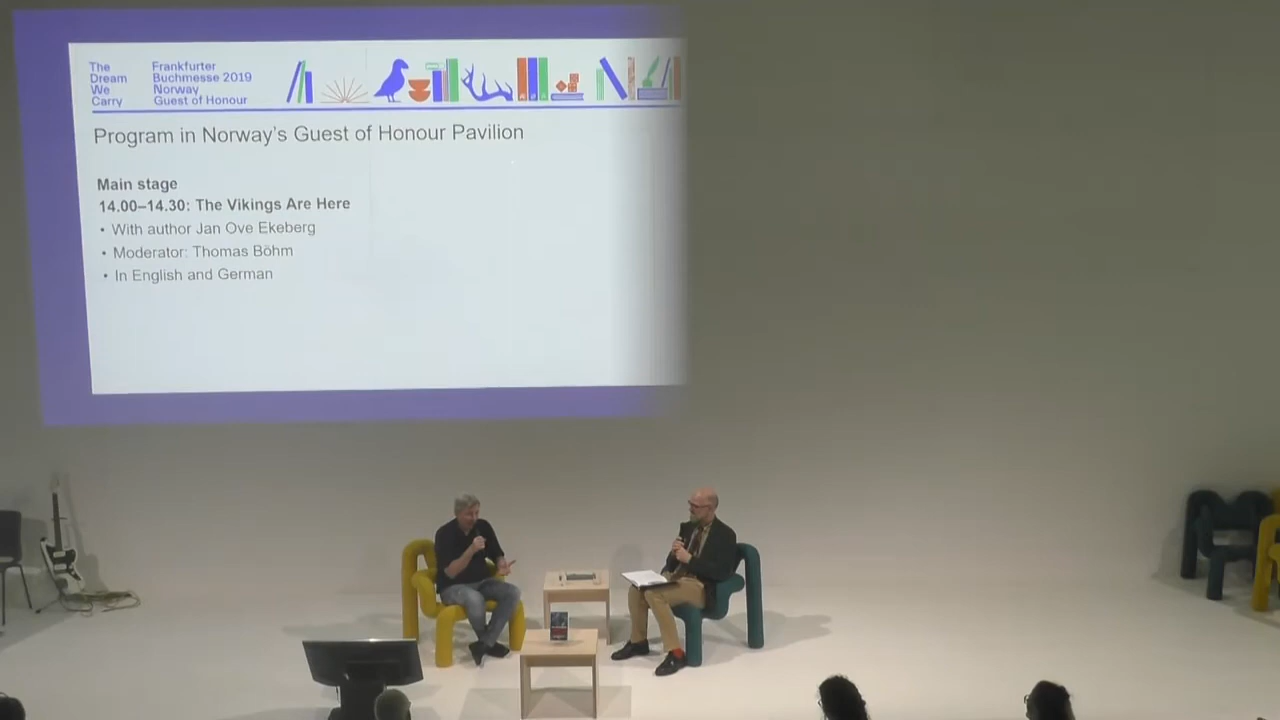 The
Dream
We
Carry
Frankfurter
Buchmesse 2019
Norway
Guest of Honour
Program in Norway's Guest of Honour Pavilion
Main stage
14.00–14.30: The Vikings Are Here
• With author Jan Ove Ekeberg
• Moderator: Thomas Böhm
• In English and German